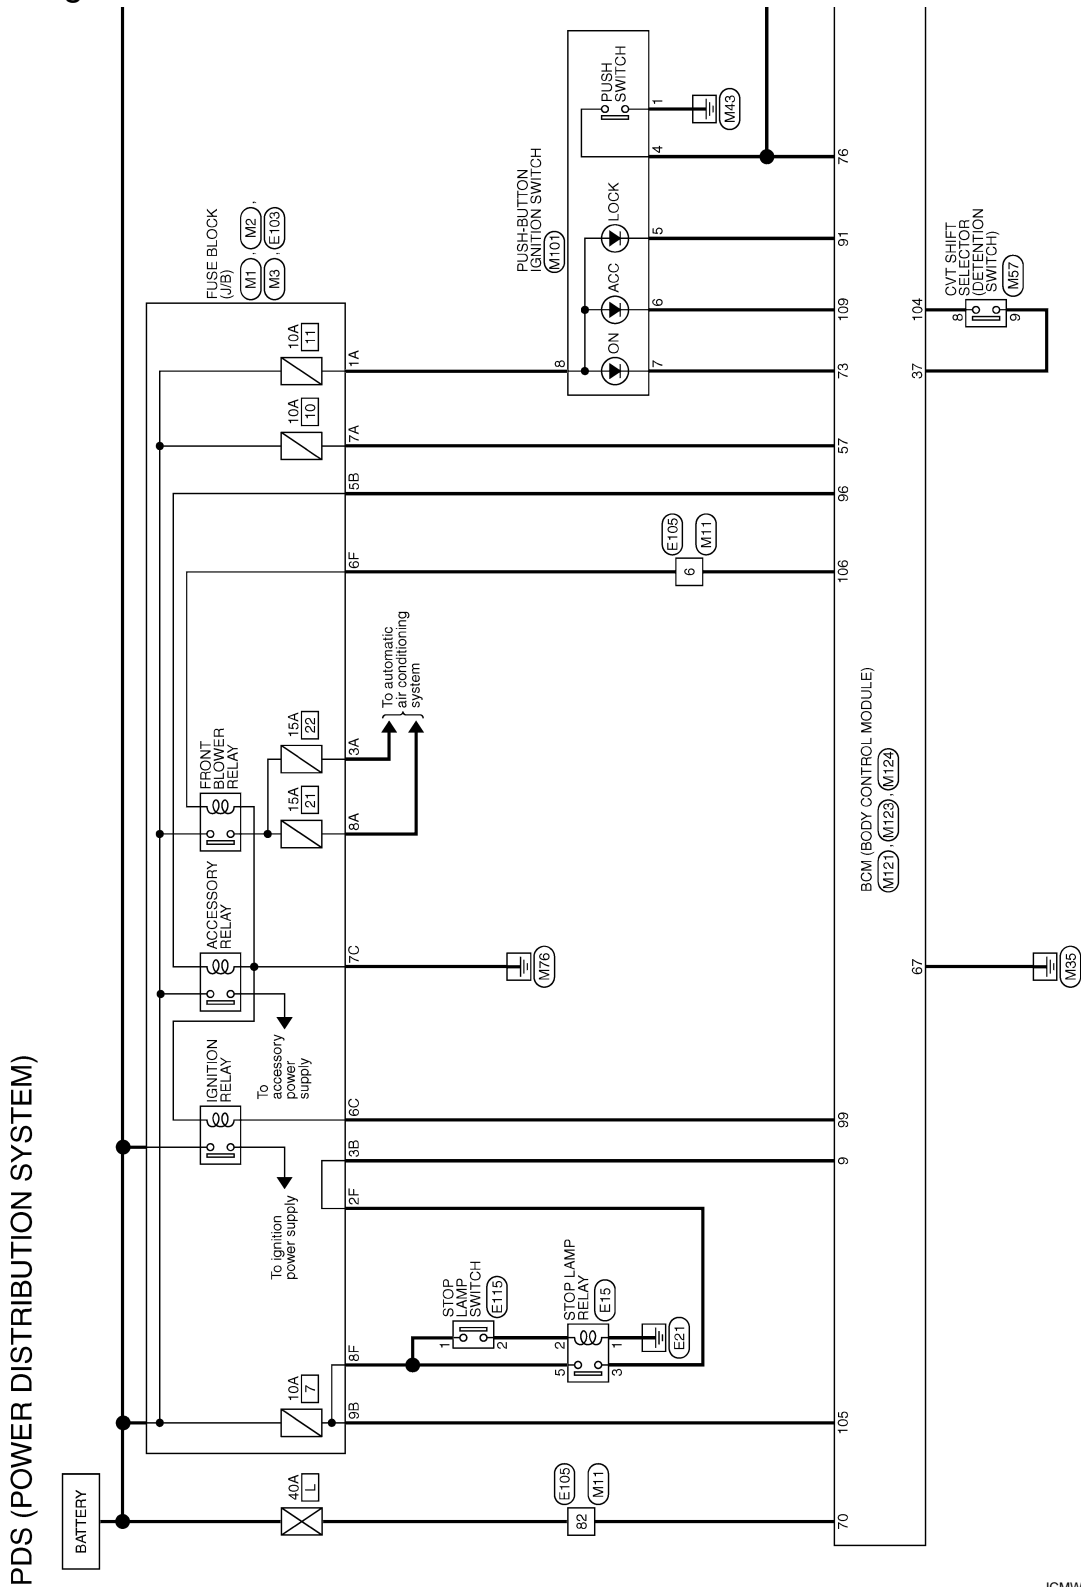 PDS (POWER DISTRIBUTION SYSTEM)
BATTERY
40A
L
E105
M11
82
70
10A
7
9B
105
8F
STOP
LAMP
SWITCH
E115
1
2
STOP LAMP
RELAY
E15
5
2
3
1
E21
To ignition
power supply
2F
3B
9
IGNITION
RELAY
6C
99
To
accessory
power
supply
ACCESSORY
RELAY
7C
M76
67
M35
FRONT
BLOWER
RELAY
15A
21
8A
15A
22
3A
To automatic
air conditioning
system
BCM (BODY CONTROL MODULE)
M121 , M123 , M124
6F
E105
M11
6
106
5B
96
10A
10
7A
57
10A
11
1A
FUSE BLOCK
(J/B)
M1 , M2 ,
M3 , E103
PUSH-BUTTON
IGNITION SWITCH
M101
8
ON
ACC
LOCK
7
6
5
4
1
PUSH
SWITCH
M43
73
109
91
76
37
104
CVT SHIFT
SELECTOR
(DETENTION
SWITCH)
M57
8
9